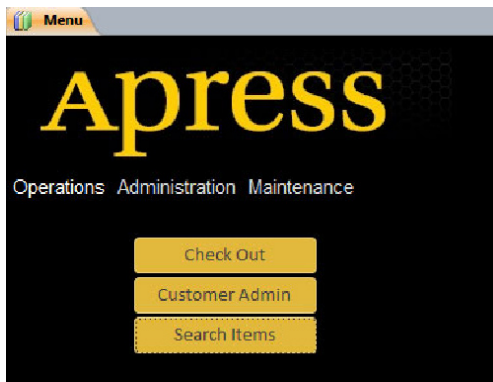 Menu
Apress
Operations Administration Maintenance
Check Out
Customer Admin
Search Items